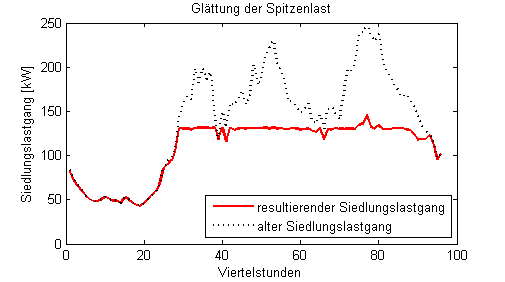 Glättung der Spitzenlast
Siedlungslastgang [kW]
250
200
150
100
50
0
0 20 40 60 80 100
Viertelstunden
resultierender Siedlungslastgang
alter Siedlungslastgang